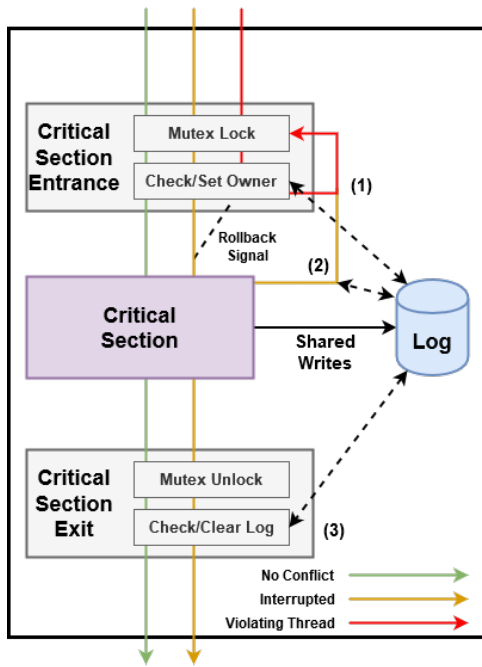 Critical
Section
Entrance
Mutex Lock
Check/Set Owner
(1)
Rollback
Signal
(2)
Critical
Section
Shared
Writes
Log
Critical
Section
Exit
Mutex Unlock
Check/Clear Log
(3)
No Conflict
Interrupted
Violating Thread